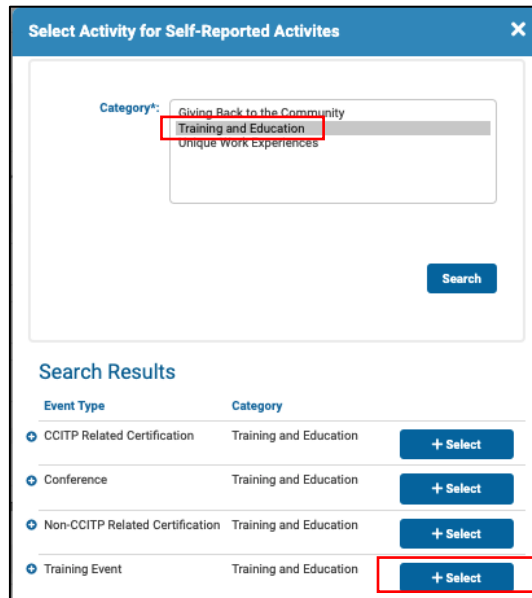 Select Activity for Self-Reported Activites
Category*:
Giving Back to the Community
Training and Education
Unique Work Experiences
Search
Search Results
Event Type Category
CCITP Related Certification Training and Education + Select
Conference Training and Education + Select
Non-CCITP Related Certification Training and Education + Select
Training Event Training and Education + Select